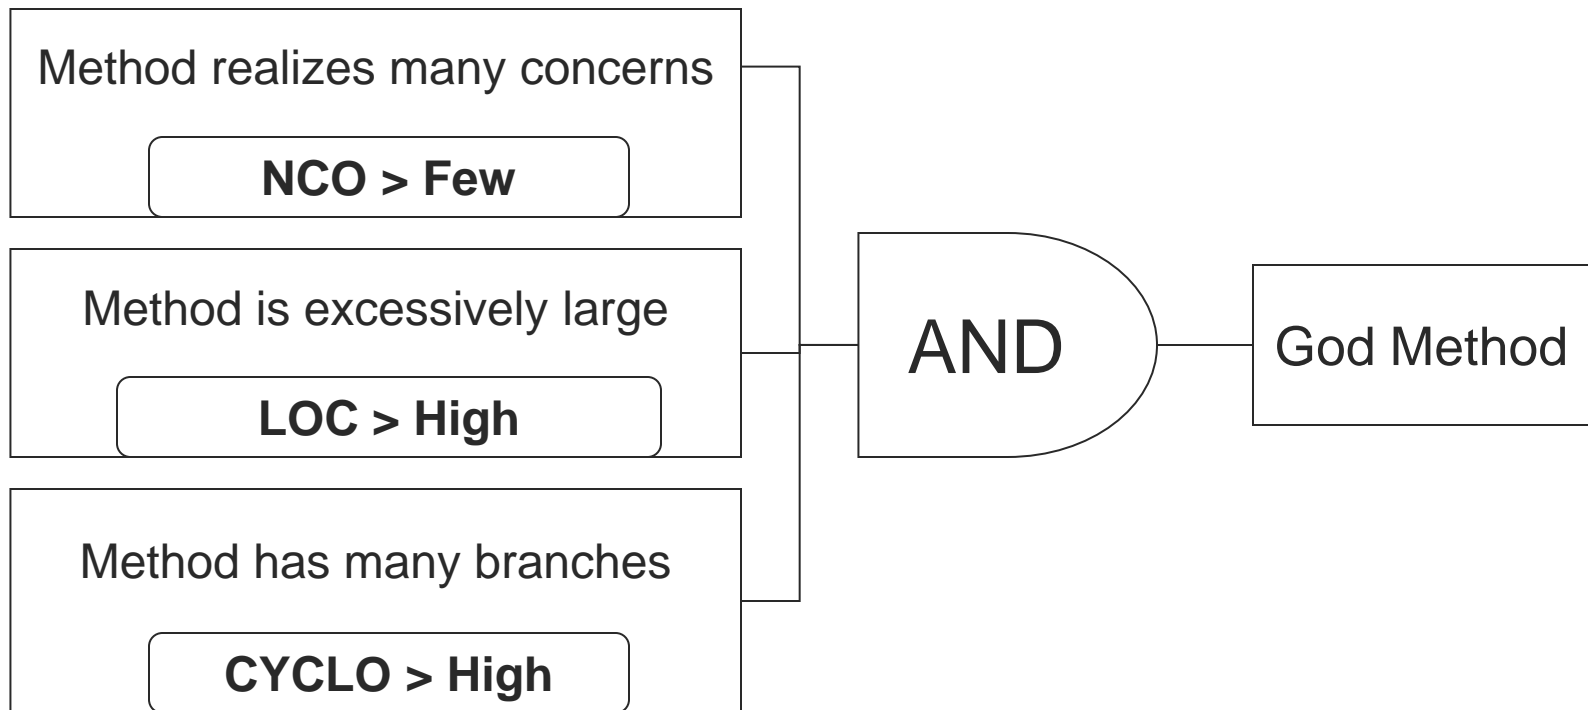 Method realizes many concerns
NCO > Few
Method is excessively large
LOC > High
Method has many branches
CYCLO > High
AND
God Method